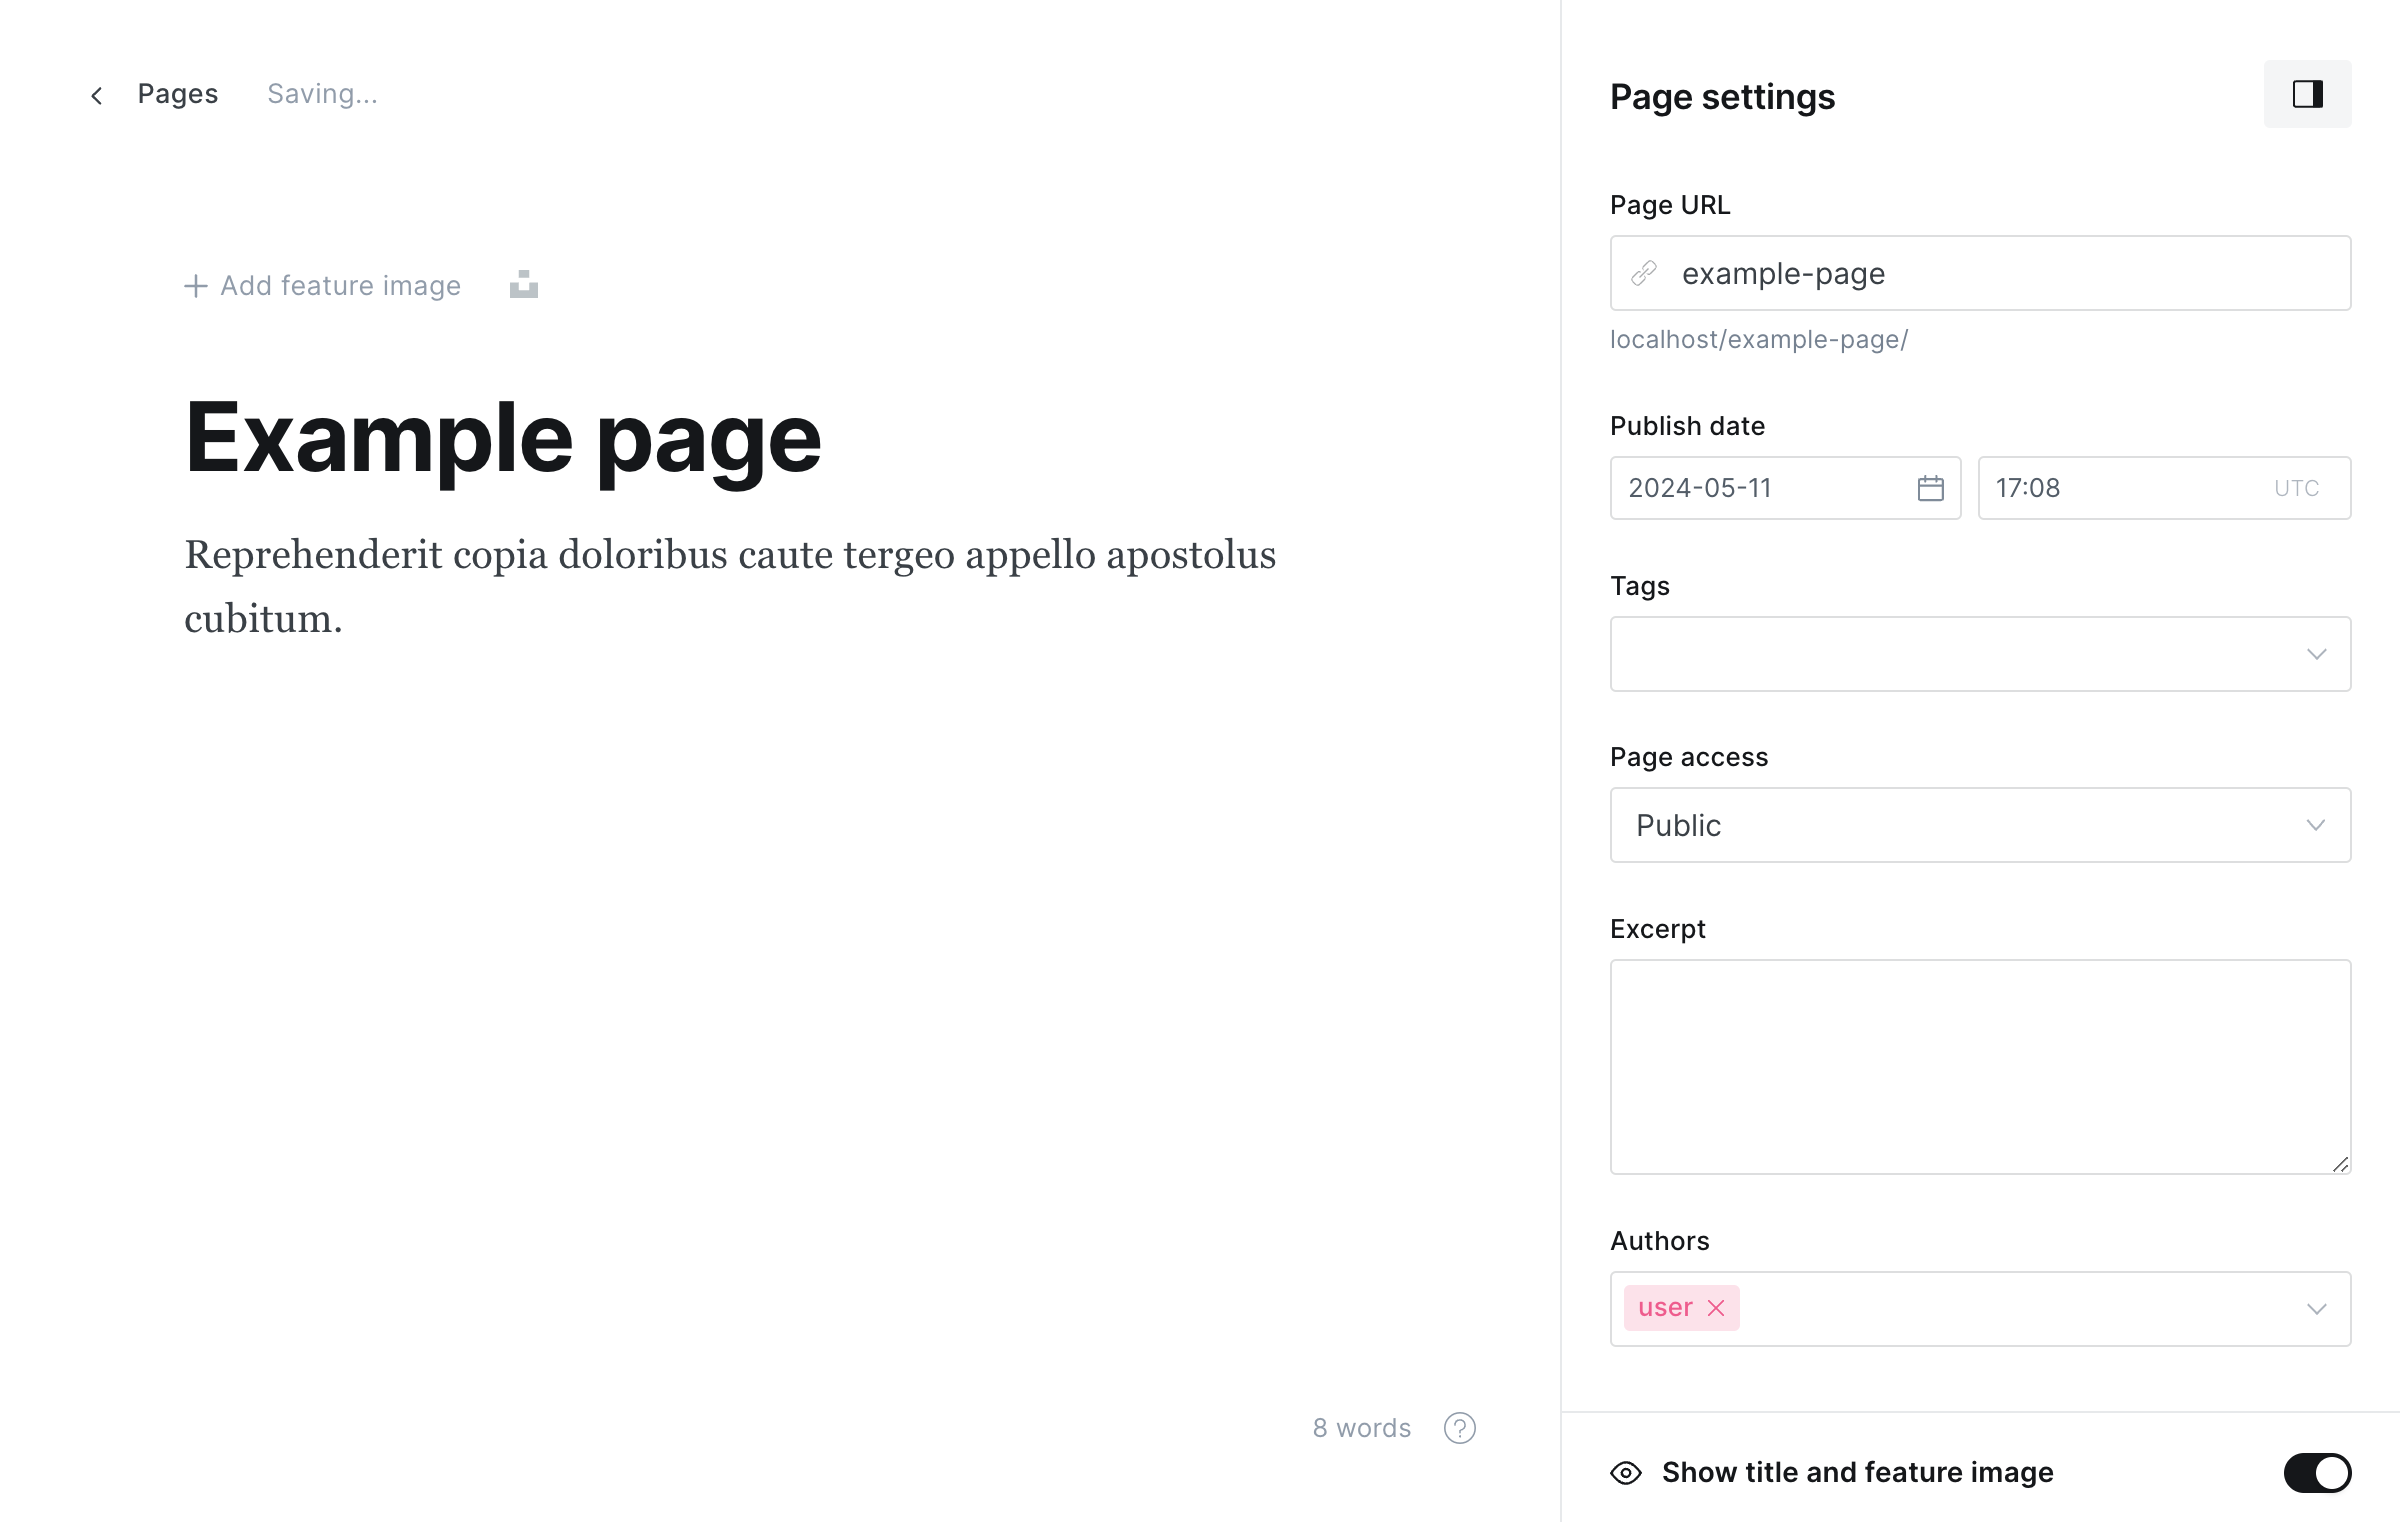 Pages
Saving...
Add feature image
Example page
Reprehenderit copia doloribus caute tergeo appello apostolus
cubitum.
8 words
?
Page settings
Page URL
example-page
localhost/example-page/
Publish date
2024-05-11
17:08 UTC
Tags
Page access
Public
Excerpt
Authors
user
Show title and feature image